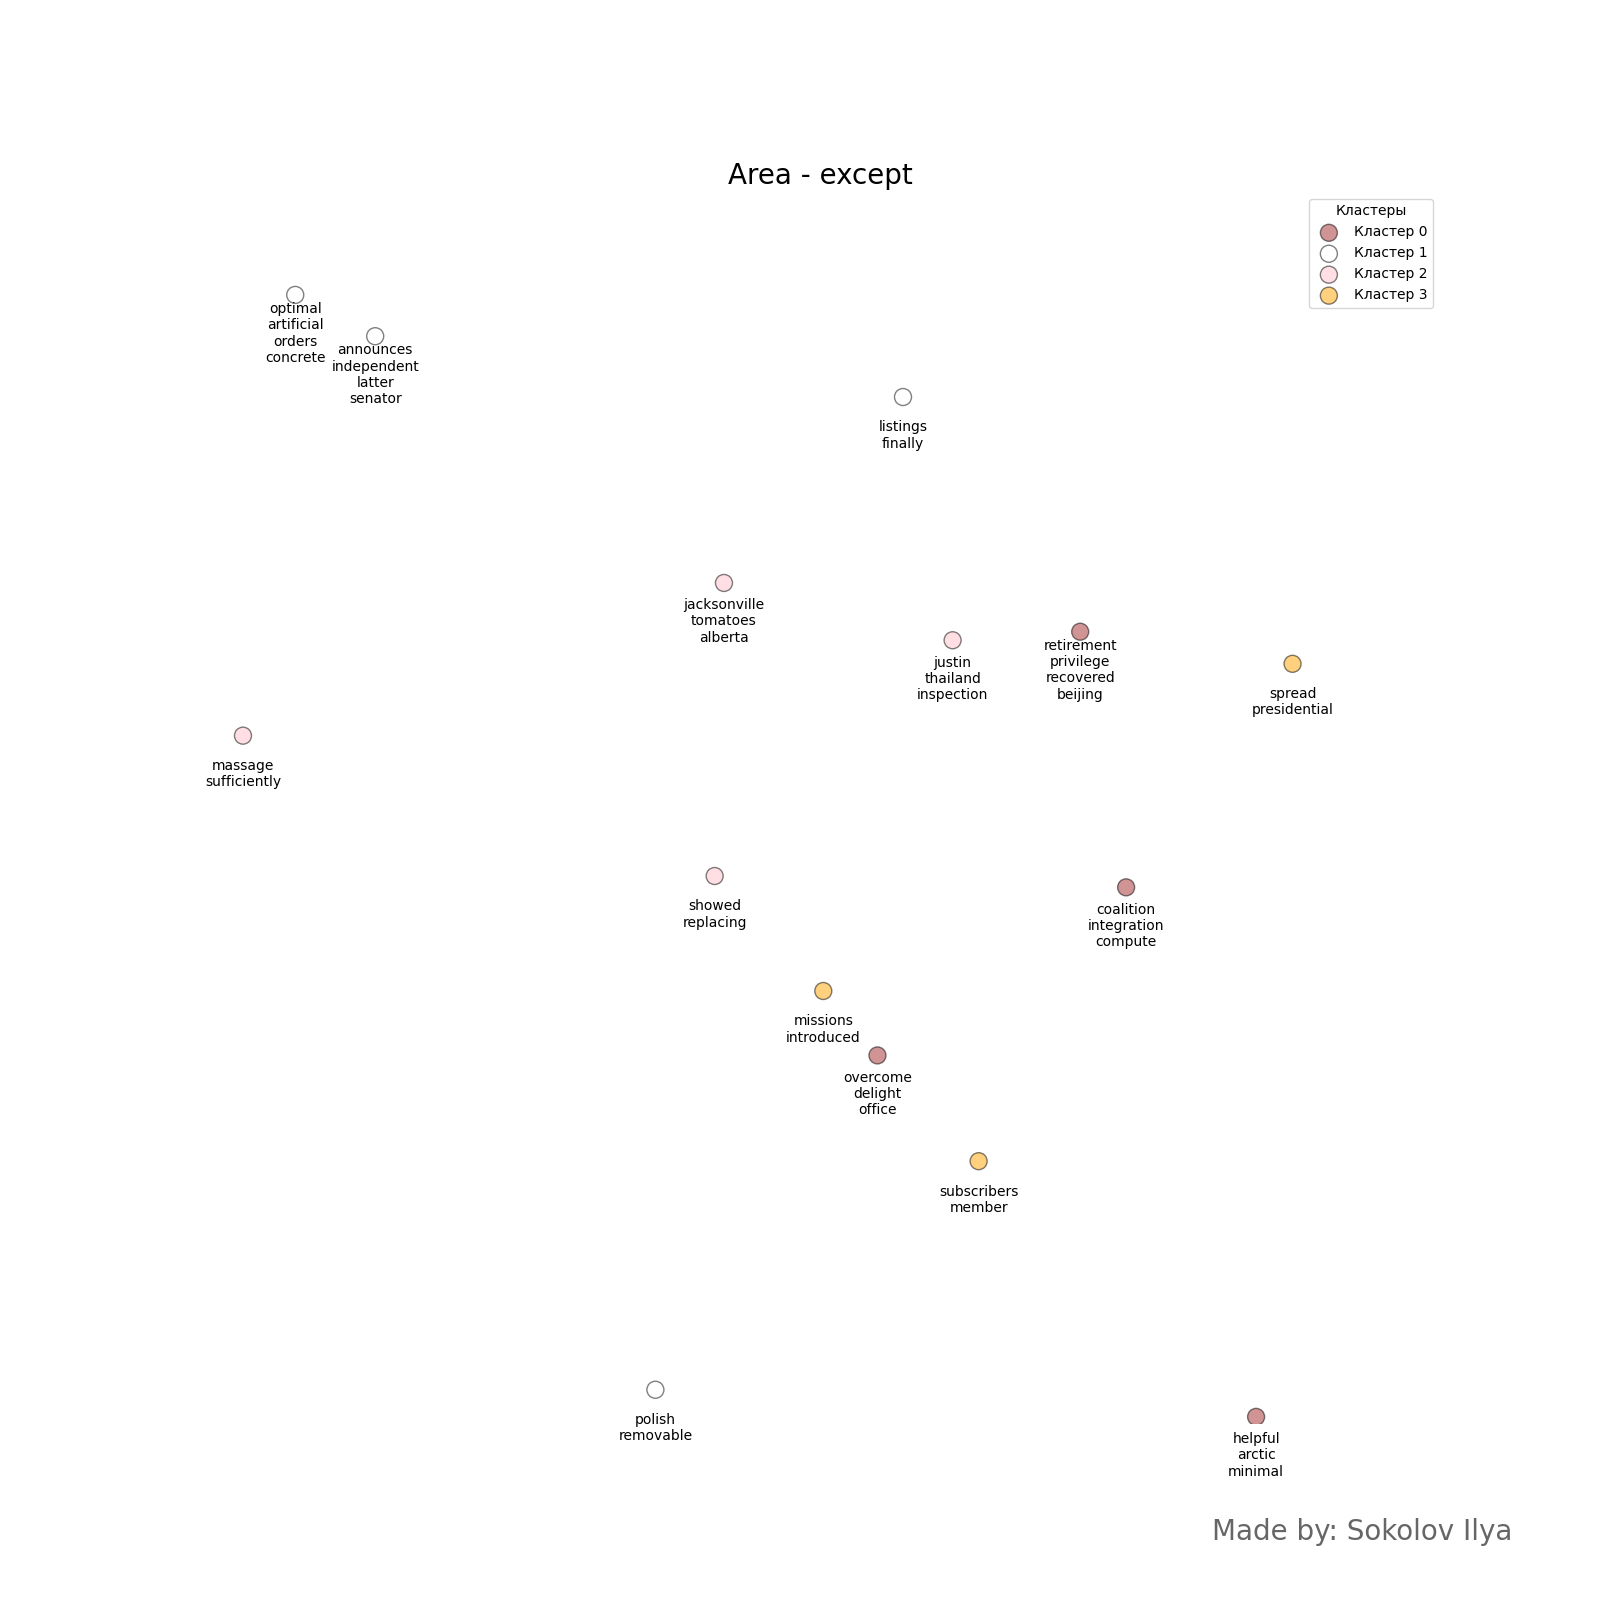 Area - except
Кластеры
Кластер 0
Кластер 1
Кластер 2
Кластер 3
optimal
artificial
orders
concrete
announces
independent
latter
senator
listings
finally
jacksonville
tomatoes
alberta
justin
thailand
inspection
retirement
privilege
recovered
beijing
spread
presidential
massage
sufficiently
showed
replacing
coalition
integration
compute
missions
introduced
overcome
delight
office
subscribers
member
polish
removable
helpful
arctic
minimal
Made by: Sokolov Ilya